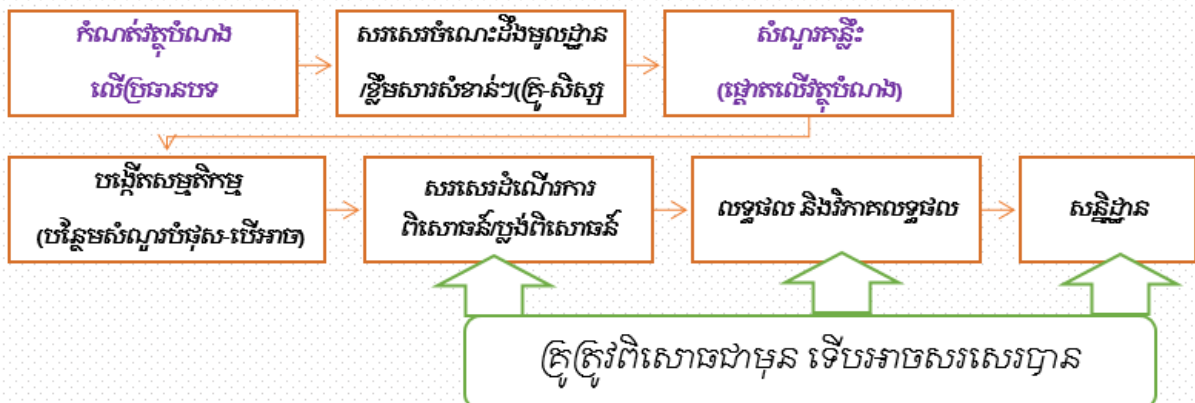 កំណត់វត្ថុបំណង
លើប្រធានបទ
សរសេរចំណេះដឹងមូលដ្ឋាន
/ខ្លឹមសារសំខាន់ៗ(គ្រូ-សិស្ស
សំណួរគន្លឹះ
(ផ្តោតលើវត្ថុបំណង)
បង្កើតសម្មតិកម្ម
(បន្ថែមសំណួរបំផុស-បើអាច)
សរសេរដំណើរការ
ពិសោធន៍/ប្លង់ពិសោធន៍
លទ្ធផល និងវិភាគលទ្ធផល
សន្និដ្ឋាន
គ្រូត្រូវពិសោធជាមុន ទើបអាចសរសេរបាន